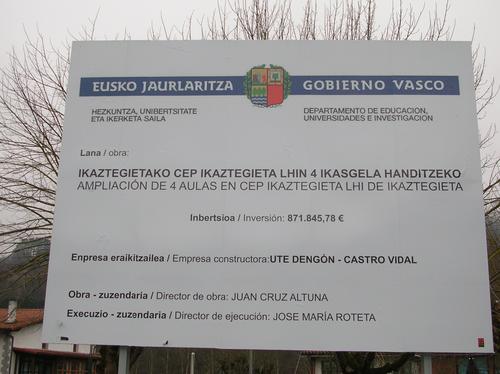 EUSKO JAURLARITZA GOBIERNO VASCO
HEZKUNTZA, UNIBERTSITATE
ETA IKERKETA SAILA
DEPARTAMENTO DE EDUCACION,
UNIVERSIDADES E INVESTIGACION
Lana / obra:
IKAZTEGIETAKO CEP IKAZTEGIETA LHIN 4 IKASGELA HANDITZEKO
AMPLIACIÓN DE 4 AULAS EN CEP IKAZTEGIETA LHI DE IKAZTEGIETA
Inbertsioa / Inversión: 871.845,78 €
Enpresa eraikitzailea / Empresa constructora:UTE DENGÓN - CASTRO VIDAL
Obra - zuzendaria / Director de obra: JUAN CRUZ ALTUNA
Execuzio - zuzendaria / Director de ejecución: JOSE MARÍA ROTETA